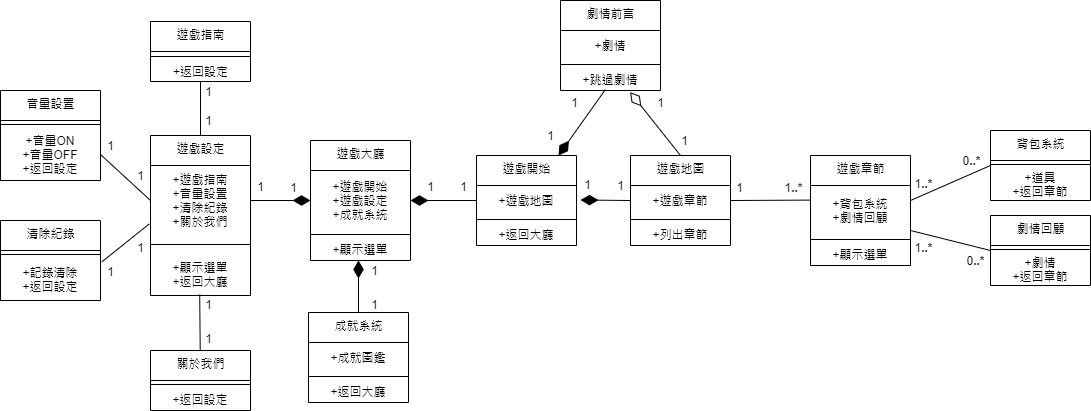 遊戲指南
+返回設定
1
1
音量設置
+音量ON
+音量OFF
+返回設定
1
1
遊戲設定
+遊戲指南
+音量設置
+清除紀錄
+關於我們
+顯示選單
+返回大廳
清除紀錄
+記錄清除
+返回設定
1
1
1
1
關於我們
+返回設定
1
1
遊戲大廳
+遊戲開始
+遊戲設定
+成就系統
+顯示選單
1
1
成就系統
+成就圖鑑
+返回大廳
1
1
遊戲開始
+遊戲地圖
+返回大廳
劇情前言
+劇情
+跳過劇情
1
1
1
1
1
1
遊戲地圖
+遊戲章節
+列出章節
1
1..*
遊戲章節
+背包系統
+劇情回顧
+顯示選單
1..*
0..*
背包系統
+道具
+返回章節
1..*
0..*
劇情回顧
+劇情
+返回章節